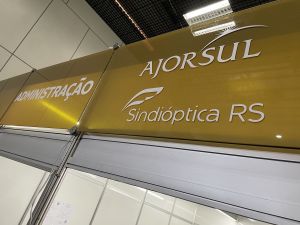 ADMINISTRAÇÃO
AJORSUL
Sindióptica RS